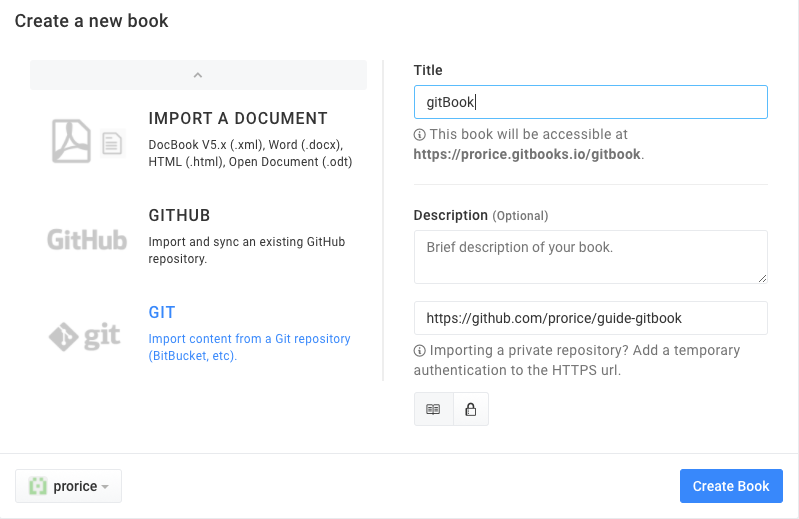 Create a new book
IMPORT A DOCUMENT
DocBook V5.x (.xml), Word (.docx),
HTML (.html), Open Document (.odt)
GitHub
GITHUB
Import and sync an existing GitHub
repository.
git
GIT
Import content from a Git repository
(BitBucket, etc).
Title
gitBook
This book will be accessible at
https://prorice.gitbooks.io/gitbook.
Description (Optional)
Brief description of your book.
https://github.com/prorice/guide-gitbook
Importing a private repository? Add a temporary
authentication to the HTTPS url.
prorice
Create Book